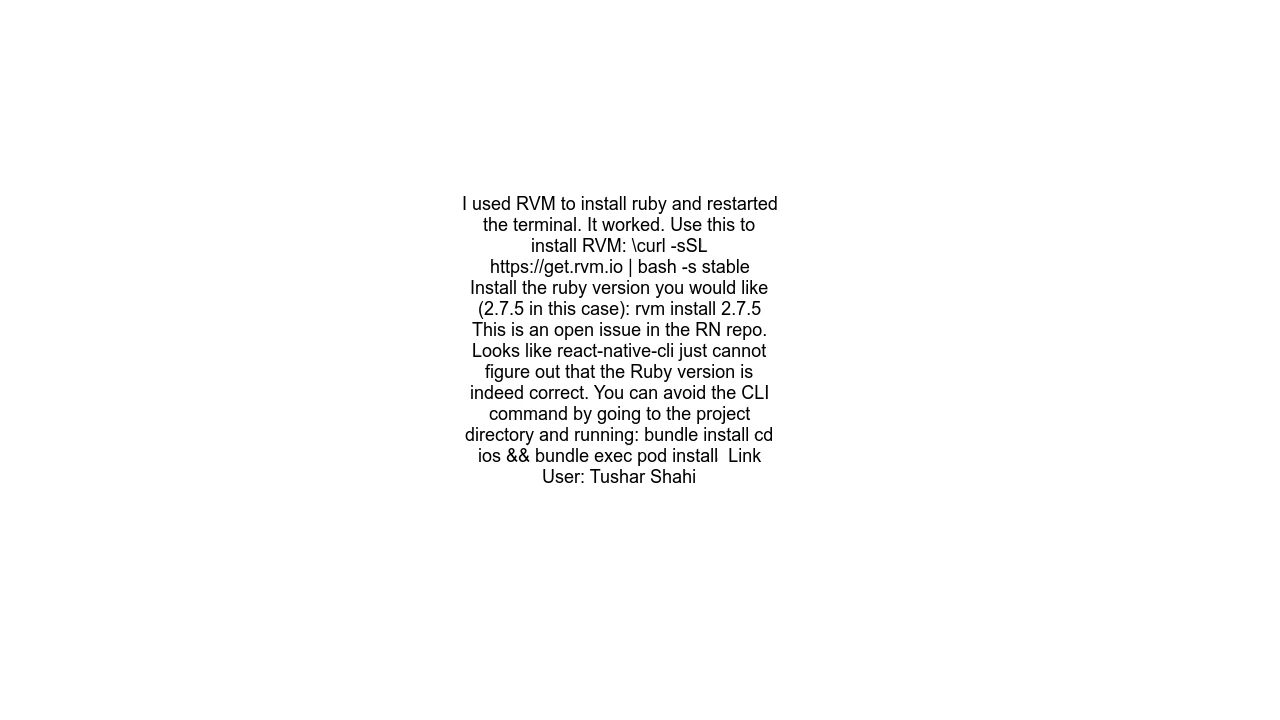 I used RVM to install ruby and restarted
the terminal. It worked. Use this to
install RVM: \curl -sSL
https://get.rvm.io | bash -s stable
Install the ruby version you would like
(2.7.5 in this case): rvm install 2.7.5
This is an open issue in the RN repo.
Looks like react-native-cli just cannot
figure out that the Ruby version is
indeed correct. You can avoid the CLI
command by going to the project
directory and running: bundle install cd
ios && bundle exec pod install  Link
User: Tushar Shahi